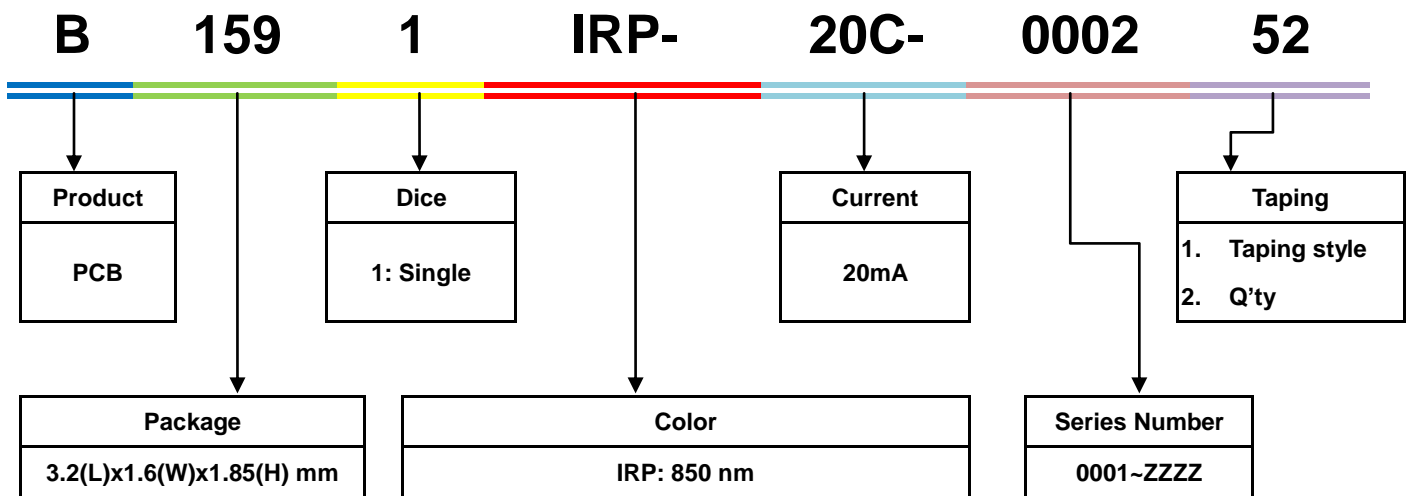 B 159 1 IRP- 20C- 0002 52
Product
PCB
Dice
1: Single
Current
20mA
Taping
1. Taping style
2. Q’ty
Package
3.2(L)x1.6(W)x1.85(H) mm
Color
IRP: 850 nm
Series Number
0001~ZZZZ